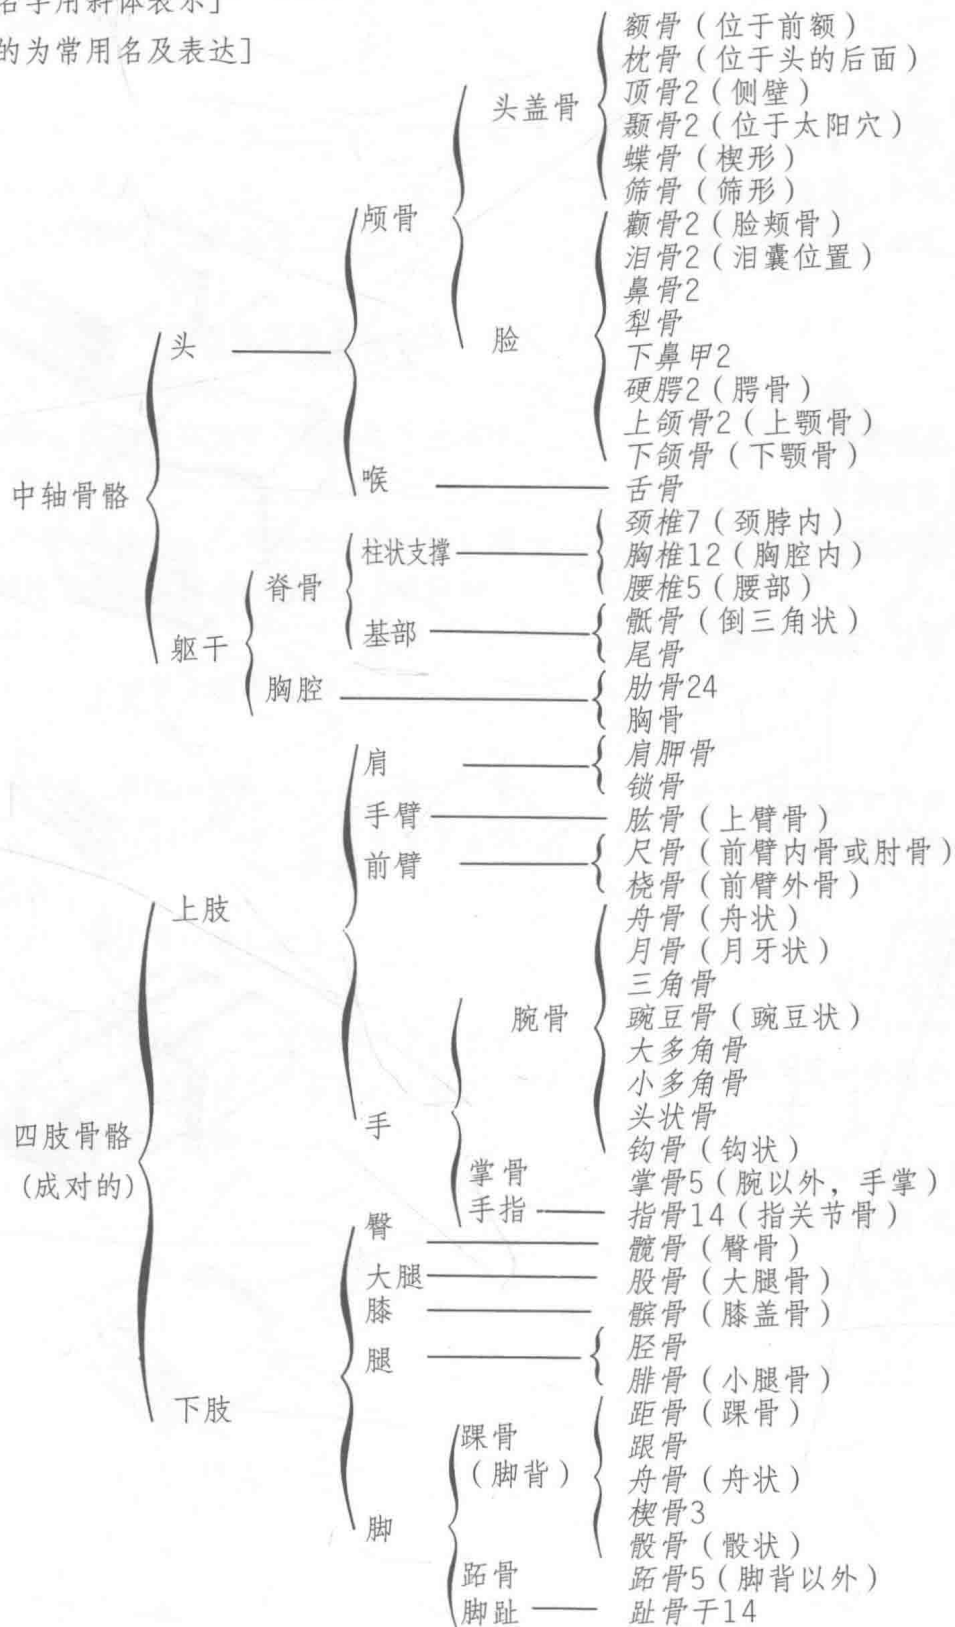 名字用斜体表示]
的为常用名及表达]
额骨（位于前额）
枕骨（位于头的后面）
头盖骨
顶骨2（侧壁）
颞骨2（位于太阳穴）
蝶骨（楔形）
筛骨（筛形）
颅骨
颧骨2（脸颊骨）
泪骨2（泪囊位置）
鼻骨2
犁骨
头
脸
下鼻甲2
硬腭2（腭骨）
上颌骨2（上颚骨）
下颌骨（下颚骨）
喉
舌骨
中轴骨骼
颈椎7（颈脖内）
柱状支撑
胸椎12（胸腔内）
脊骨
腰椎5（腰部）
基部
骶骨（倒三角状）
躯干
尾骨
胸腔
肋骨24
胸骨
肩
肩胛骨
锁骨
手臂
肱骨（上臂骨）
前臂
尺骨（前臂内骨或肘骨）
桡骨（前臂外骨）
上肢
舟骨（舟状）
月骨（月牙状）
三角骨
腕骨
豌豆骨（豌豆状）
大多角骨
小多角骨
头状骨
手
钩骨（钩状）
四肢骨骼
(成对的)
掌骨
掌骨5（腕以外，手掌）
手指
指骨14（指关节骨）
臀
髋骨（臀骨）
大腿
股骨（大腿骨）
膝
髌骨（膝盖骨）
腿
胫骨
腓骨（小腿骨）
下肢
距骨（踝骨）
踝骨
（脚背）
跟骨
舟骨（舟状）
楔骨3
脚
骰骨（骰状）
跖骨
跖骨5（脚背以外）
脚趾
趾骨于14